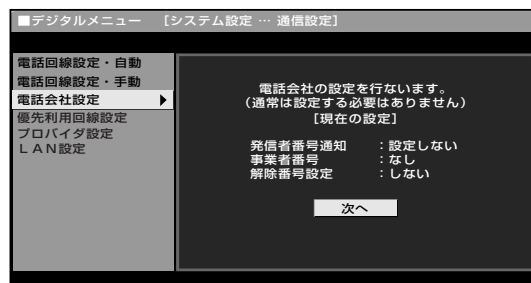 ■デジタルメニュー [システム設定 … 通信設定]
電話回線設定・自動
電話回線設定・手動
電話会社設定 ▶
優先利用回線設定
プロバイダ設定
LAN設定
電話会社の設定を行ないます。
(通常は設定する必要はありません)
[現在の設定]
発信者番号通知 :設定しない
事業者番号 :なし
解除番号設定 :しない
次へ